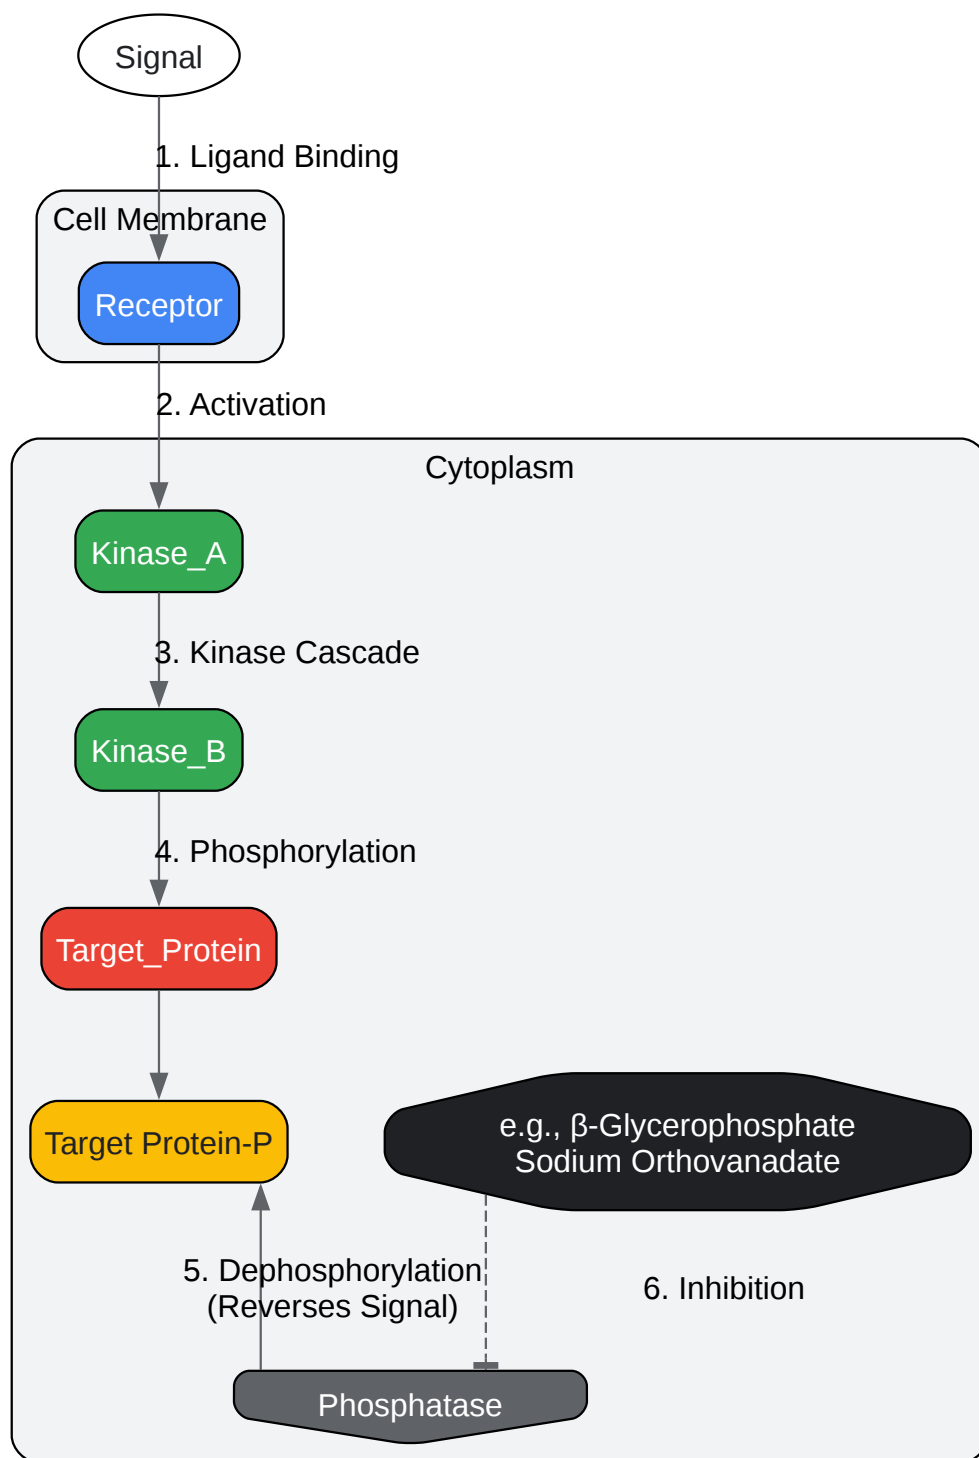 Signal
1. Ligand Binding
Cell Membrane
Receptor
2. Activation
Cytoplasm
Kinase_A
3. Kinase Cascade
Kinase_B
4. Phosphorylation
Target_Protein
Target Protein-P
e.g., β-Glycerophosphate
Sodium Orthovanadate
5. Dephosphorylation
(Reverses Signal)
6. Inhibition
Phosphatase